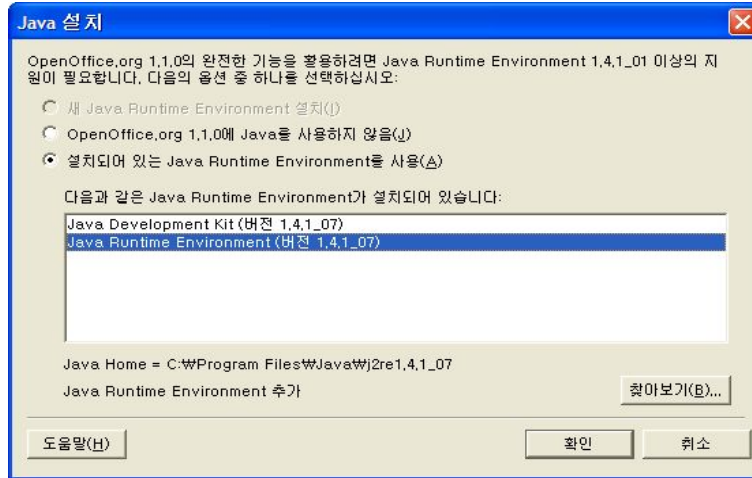 Java 설치
OpenOffice.org 1.1.0의 완전한 기능을 활용하려면 Java Runtime Environment 1.4.1_01 이상의 지
원이 필요합니다. 다음의 옵션 중 하나를 선택하십시오:
새 Java Runtime Environment 설치(I)
OpenOffice.org 1.1.0에 Java를 사용하지 않음(J)
설치되어 있는 Java Runtime Environment를 사용(A)
다음과 같은 Java Runtime Environment가 설치되어 있습니다:
Java Development Kit (버전 1.4.1_07)
Java Runtime Environment (버전 1.4.1_07)
Java Home = C:₩Program Files₩Java₩j2re1.4.1_07
Java Runtime Environment 추가
찾아보기(B)...
도움말(H)
확인
취소